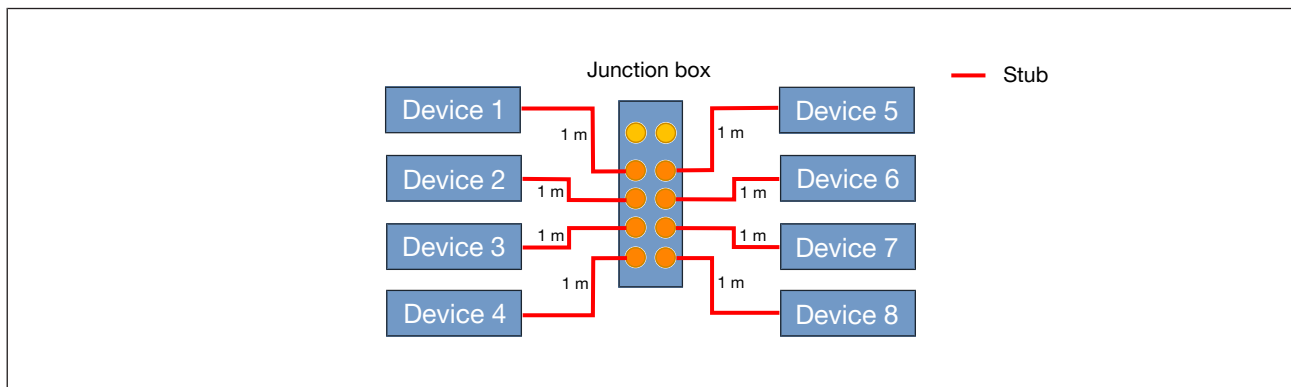 Junction box
Stub
Device 1
1 m
Device 5
1 m
Device 2
1 m
Device 6
1 m
Device 3
1 m
Device 7
1 m
Device 4
1 m
Device 8
1 m